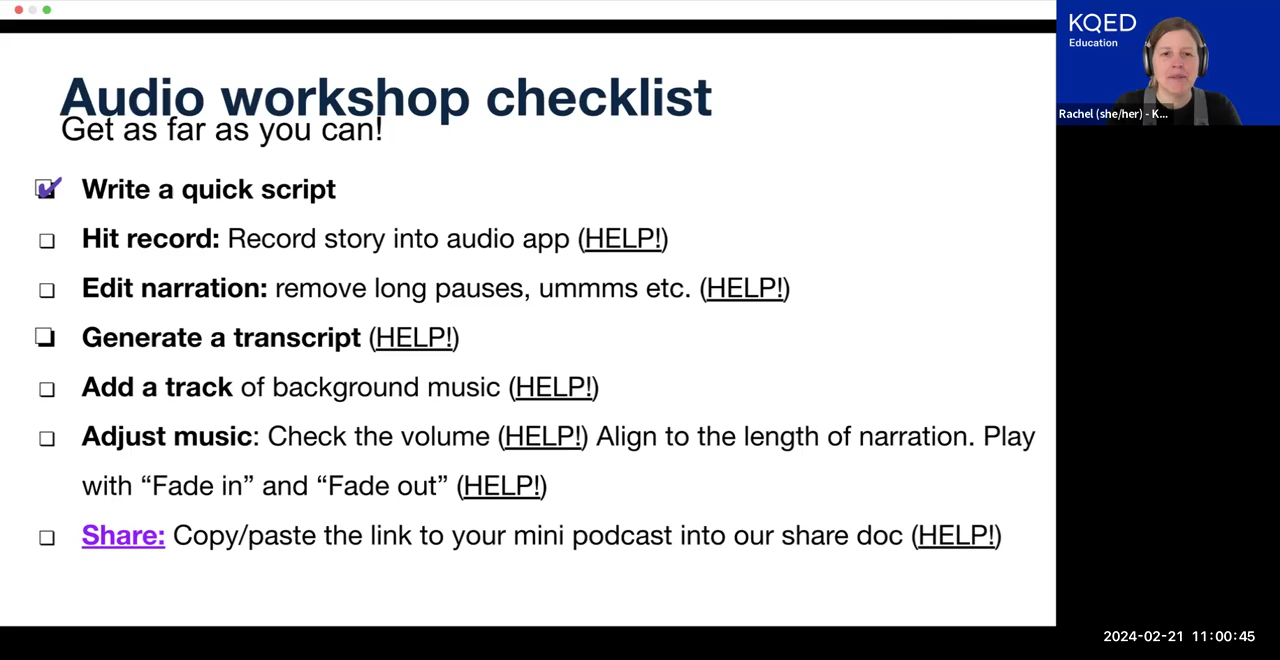 KQED
Education
Rachel (she/her) - K...
Audio workshop checklist
Get as far as you can!
Write a quick script
Hit record: Record story into audio app (HELP!)
Edit narration: remove long pauses, ummms etc. (HELP!)
Generate a transcript (HELP!)
Add a track of background music (HELP!)
Adjust music: Check the volume (HELP!) Align to the length of narration. Play
with “Fade in” and “Fade out” (HELP!)
Share: Copy/paste the link to your mini podcast into our share doc (HELP!)
2024-02-21 11:00:45